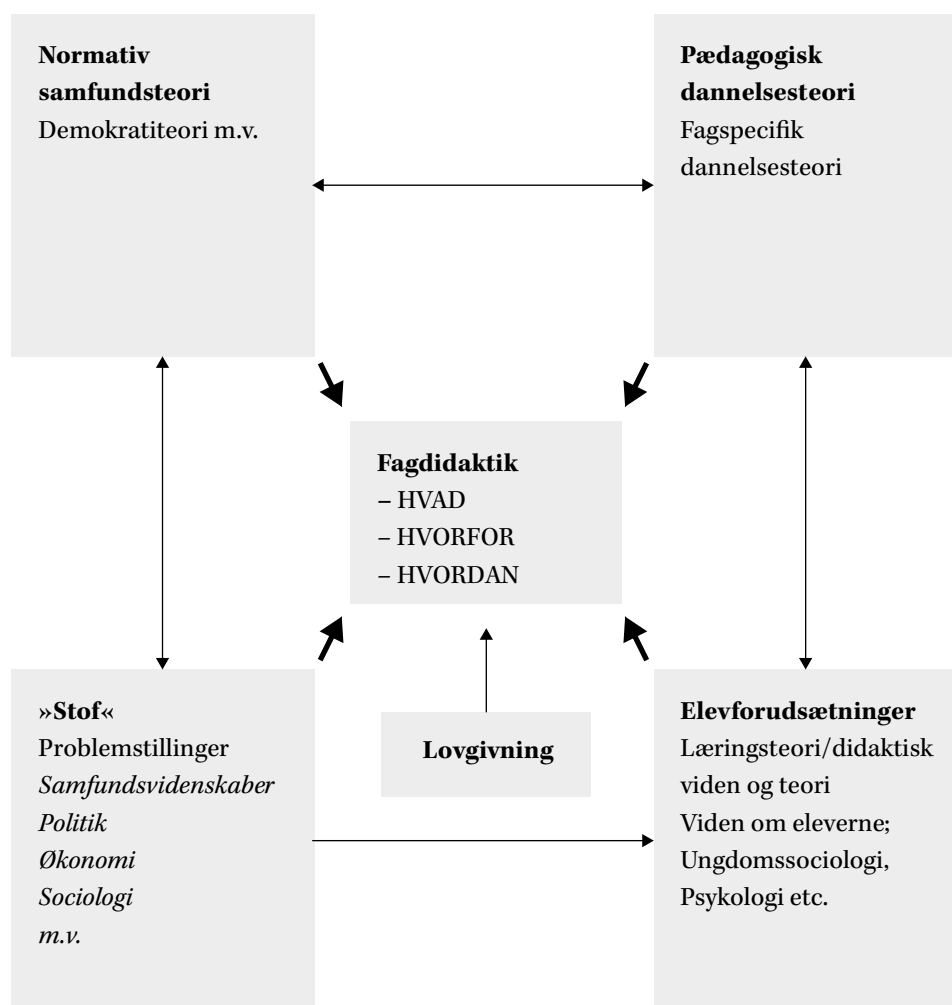 Normativ
samfundsteori
Demokratiteori m.v.
Pædagogisk
dannelsesteori
Fagspecifik
dannelsesteori
Fagdidaktik
– HVAD
– HVORFOR
– HVORDAN
»Stof«
Problemstillinger
Samfundsvidenskaber
Politik
Økonomi
Sociologi
m.v.
Lovgivning
Elevforudsætninger
Læringsteori/didaktisk
viden og teori
Viden om eleverne;
Ungdomssociologi,
Psykologi etc.